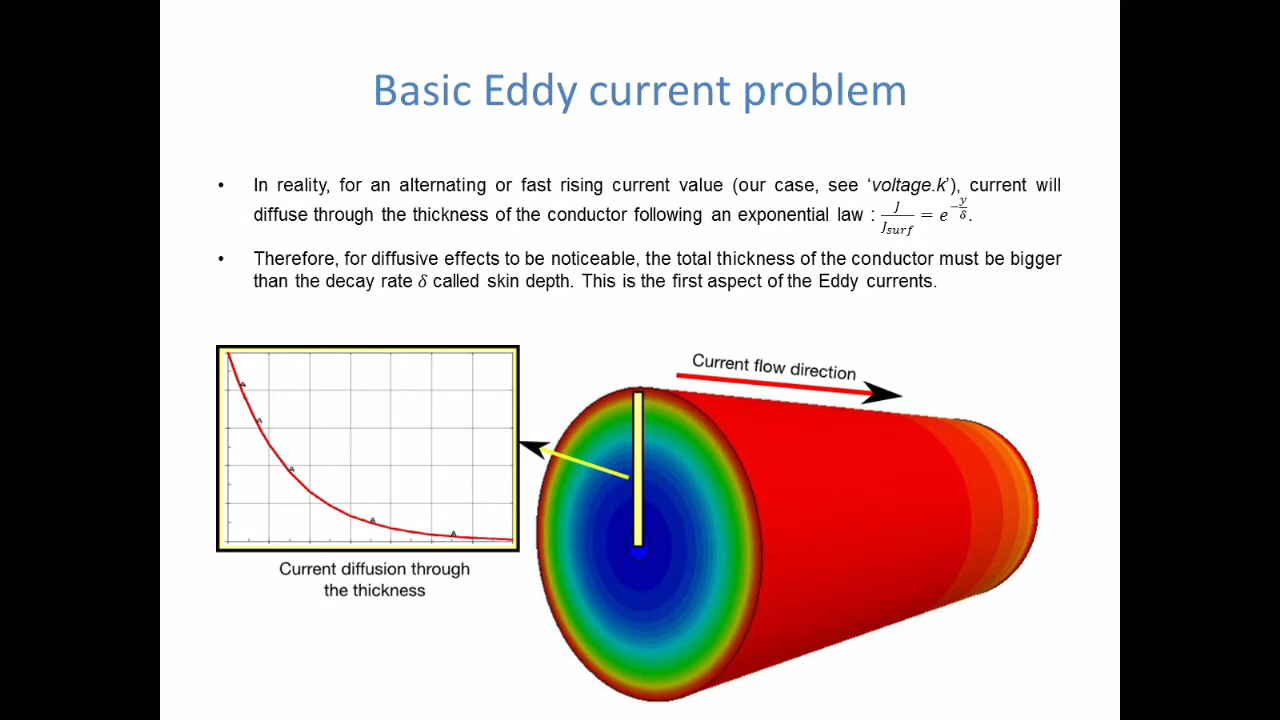 Basic Eddy current problem
• In reality, for an alternating or fast rising current value (our case, see ‘voltage.k’), current will
diffuse through the thickness of the conductor following an exponential law : J/J_surf = e^(-y/δ).
• Therefore, for diffusive effects to be noticeable, the total thickness of the conductor must be bigger
than the decay rate δ called skin depth. This is the first aspect of the Eddy currents.
Current flow direction
A
A
A
A
A
Current diffusion through
the thickness